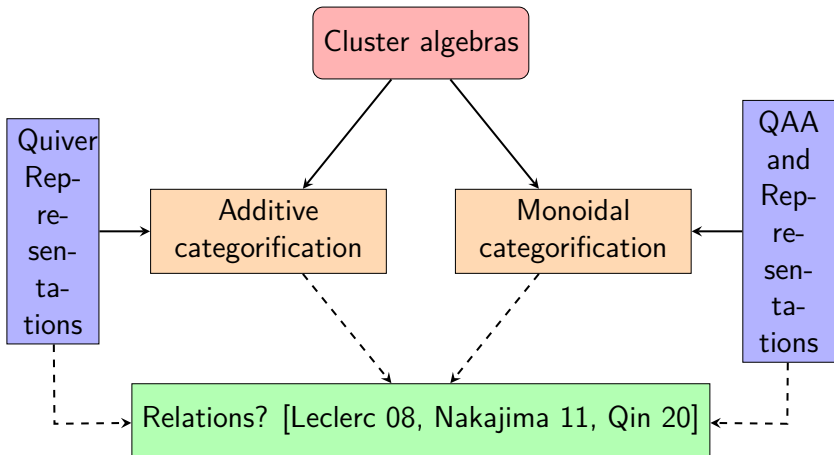 Cluster algebras
Quiver
Rep-
re-
sen-
ta-
tions
Additive
categorification
Monoidal
categorification
QAA
and
Rep-
re-
sen-
ta-
tions
Relations? [Leclerc 08, Nakajima 11, Qin 20]